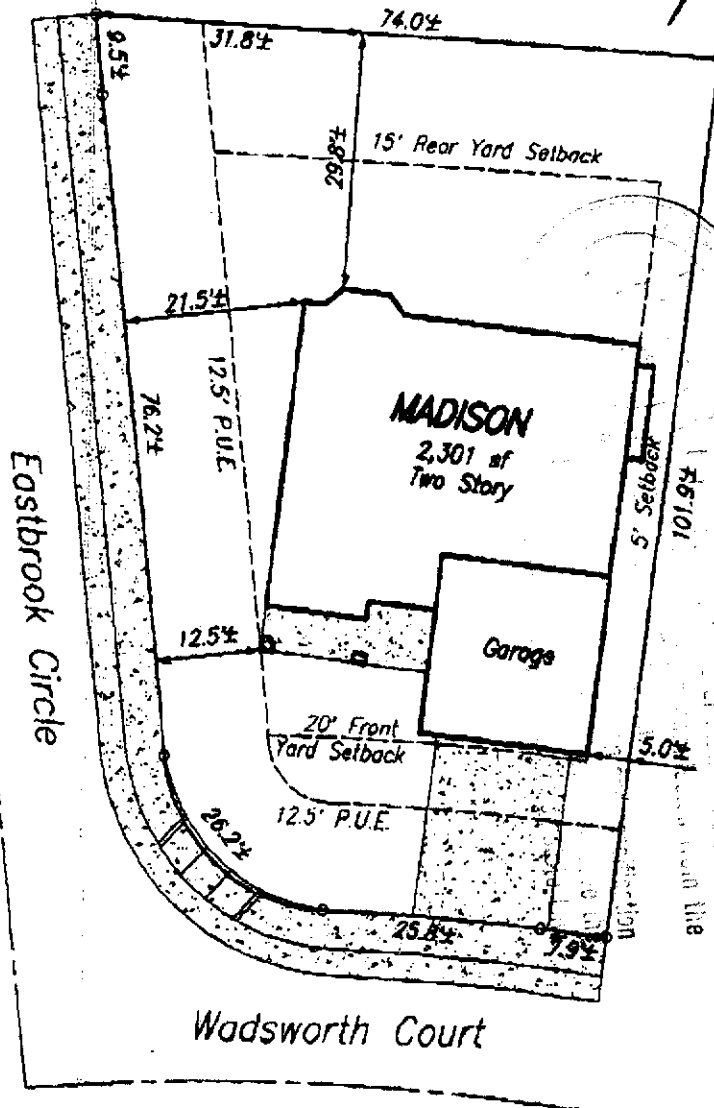 74.0'±
31.8'±
9.5'±
29.8'±
15' Rear Yard Setback
21.5'±
12.5' P.U.E.
76.2'±
MADISON
2,301 sf
Two Story
5' Setback
101.9'±
Eastbrook Circle
12.5'±
Garage
20' Front
Yard Setback
5.0'±
12.5' P.U.E.
26.2'±
25.8'±
7.9'±
Wadsworth Court